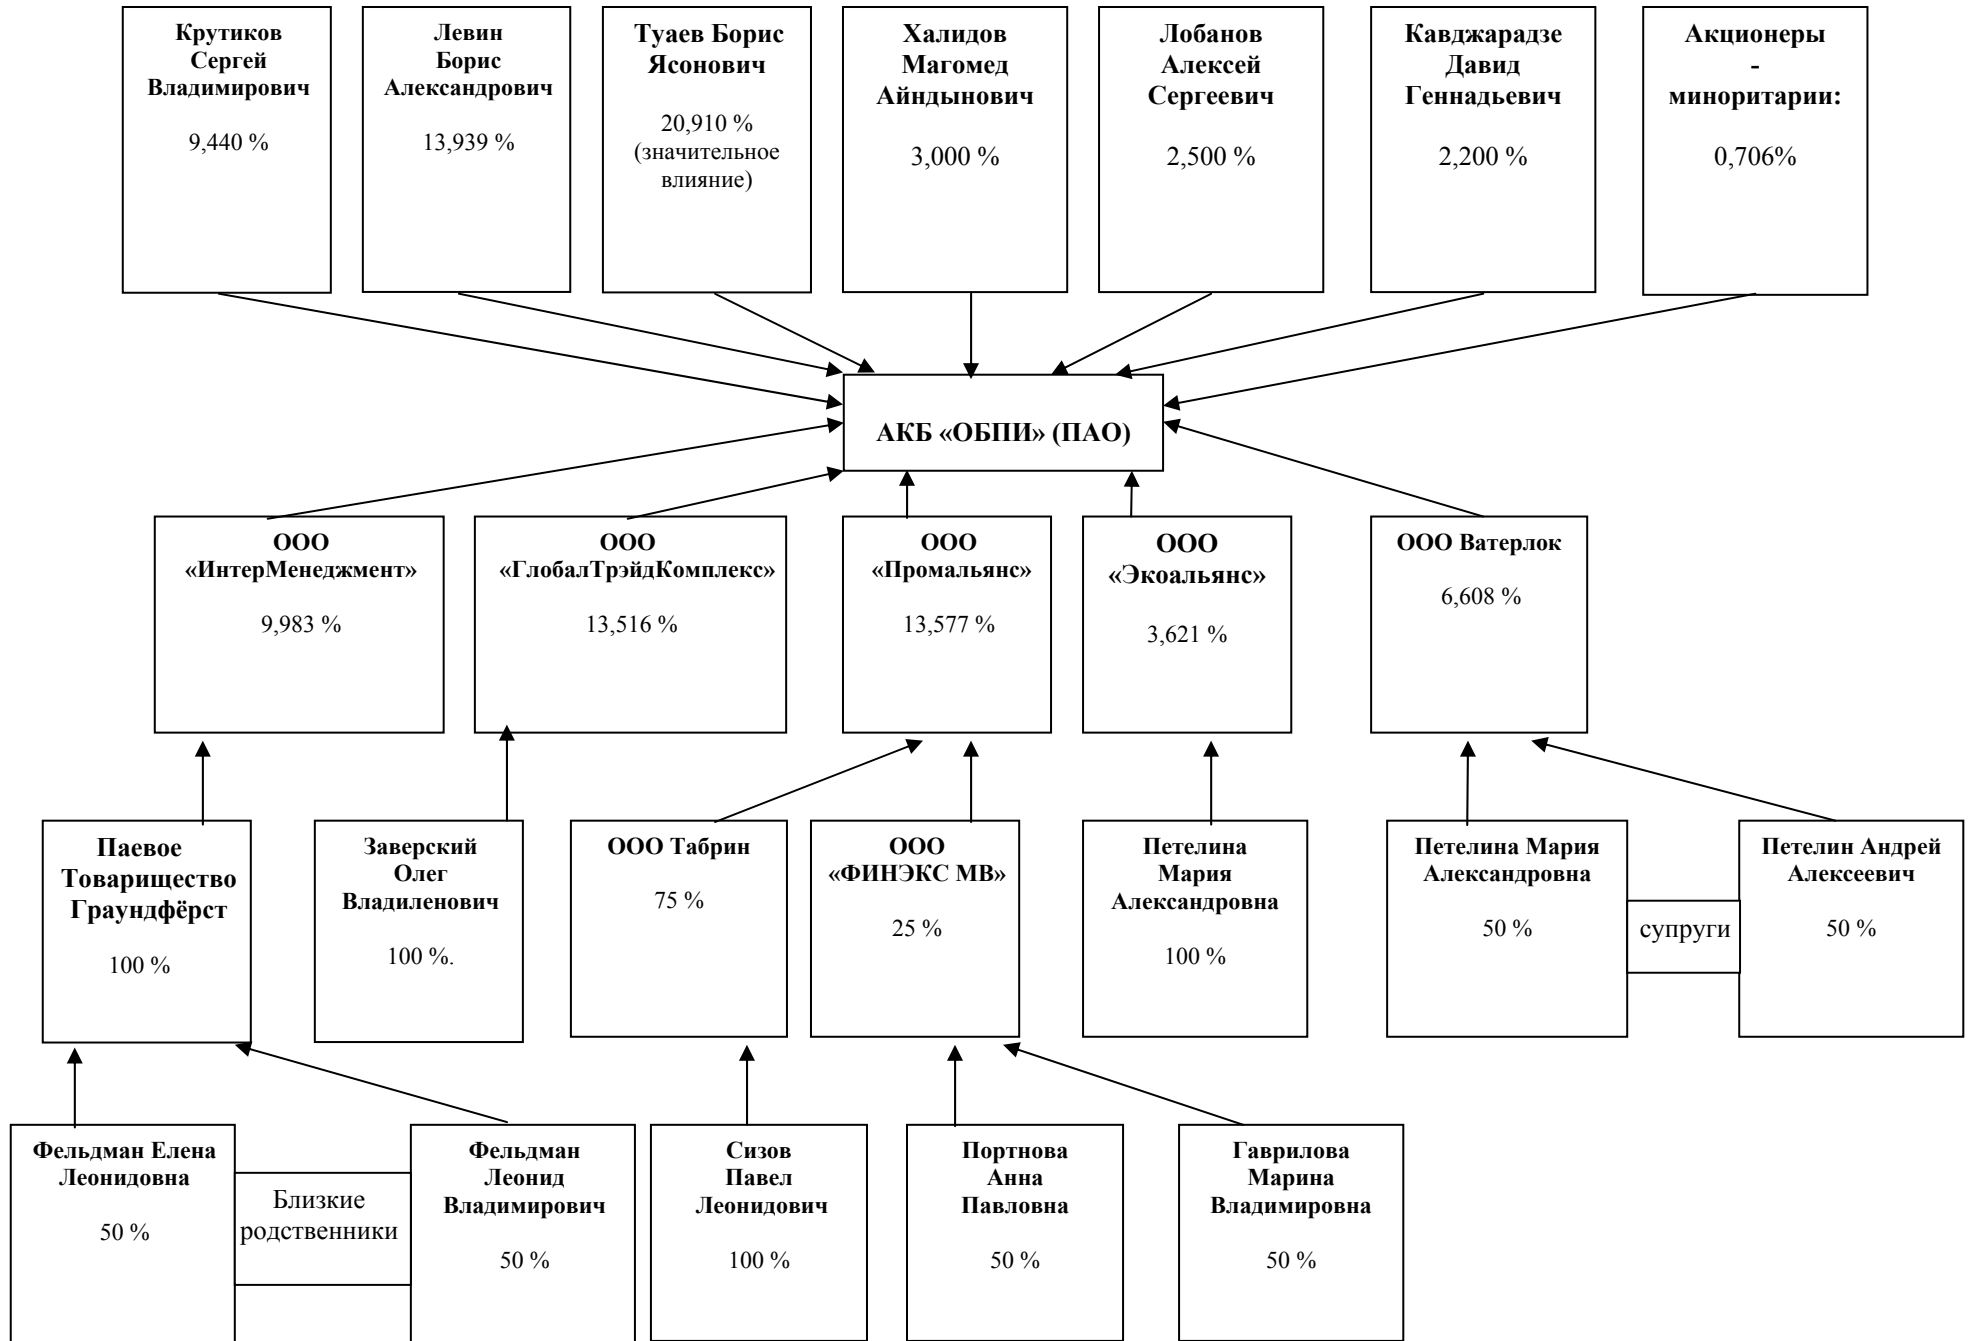 Крутиков
Сергей
Владимирович
9,440 %
Левин
Борис
Александрович
13,939 %
Туаев Борис
Ясонович
20,910 %
(значительное
влияние)
Халидов
Магомед
Айндынович
3,000 %
Лобанов
Алексей
Сергеевич
2,500 %
Кавджарадзе
Давид
Геннадьевич
2,200 %
Акционеры
-
миноритарии:
0,706%
АКБ «ОБПИ» (ПАО)
ООО
«ИнтерМенеджмент»
9,983 %
ООО
«ГлобалТрэйдКомплекс»
13,516 %
ООО
«Промальянс»
13,577 %
ООО
«Экоальянс»
3,621 %
ООО Ватерлок
6,608 %
Паевое
Товарищество
Граундфёрст
100 %
Заверский
Олег
Владиленович
100 %.
ООО Табрин
75 %
ООО
«ФИНЭКС МВ»
25 %
Петелина
Мария
Александровна
100 %
Петелина Мария
Александровна
50 %
супруги
Петелин Андрей
Алексеевич
50 %
Фельдман Елена
Леонидовна
50 %
Близкие
родственники
Фельдман
Леонид
Владимирович
50 %
Сизов
Павел
Леонидович
100 %
Портнова
Анна
Павловна
50 %
Гаврилова
Марина
Владимировна
50 %